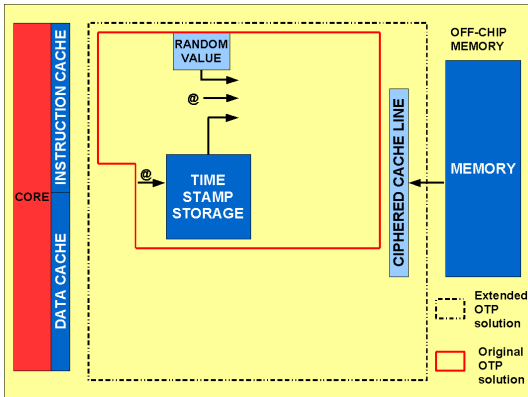 CORE
INSTRUCTION CACHE
DATA CACHE
RANDOM
VALUE
@
@
TIME
STAMP
STORAGE
CIPHERED CACHE LINE
OFF-CHIP
MEMORY
MEMORY
Extended
OTP
solution
Original
OTP
solution